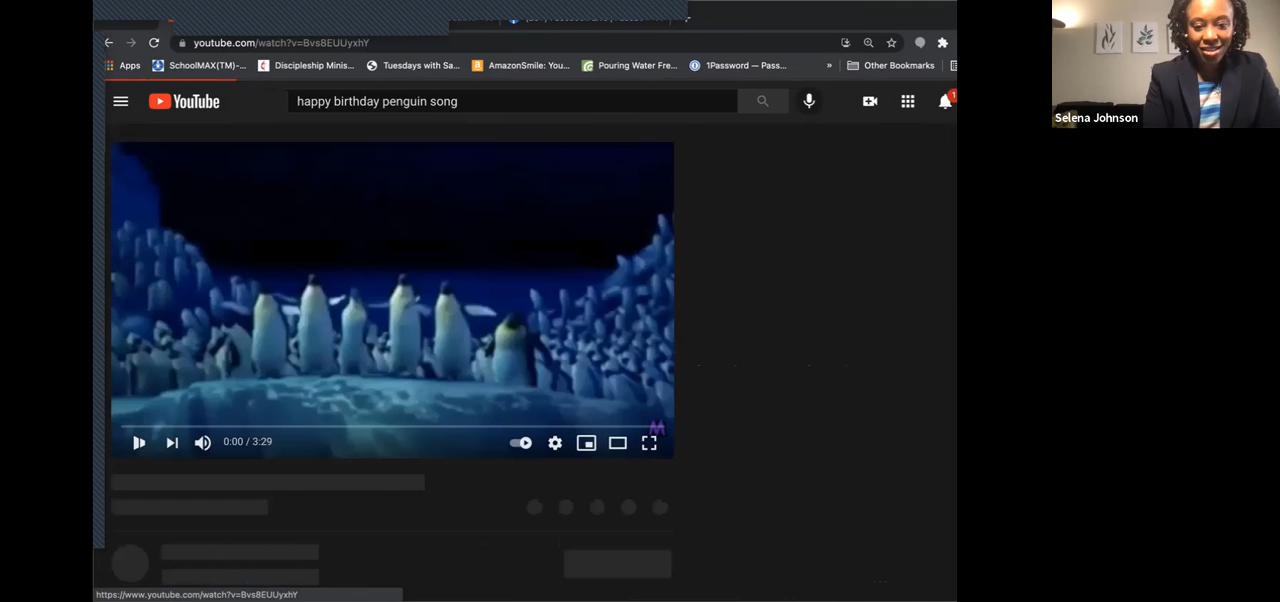 youtube.com/watch?v=Bvs8EUUyxhY
Apps SchoolMAX(TM)-... Discipleship Minis... Tuesdays with Sa... AmazonSmile: You... Pouring Water Fre... 1Password — Pass... » Other Bookmarks
YouTube happy birthday penguin song 1
Selena Johnson
M
0:00 / 3:29
https://www.youtube.com/watch?v=Bvs8EUUyxhY